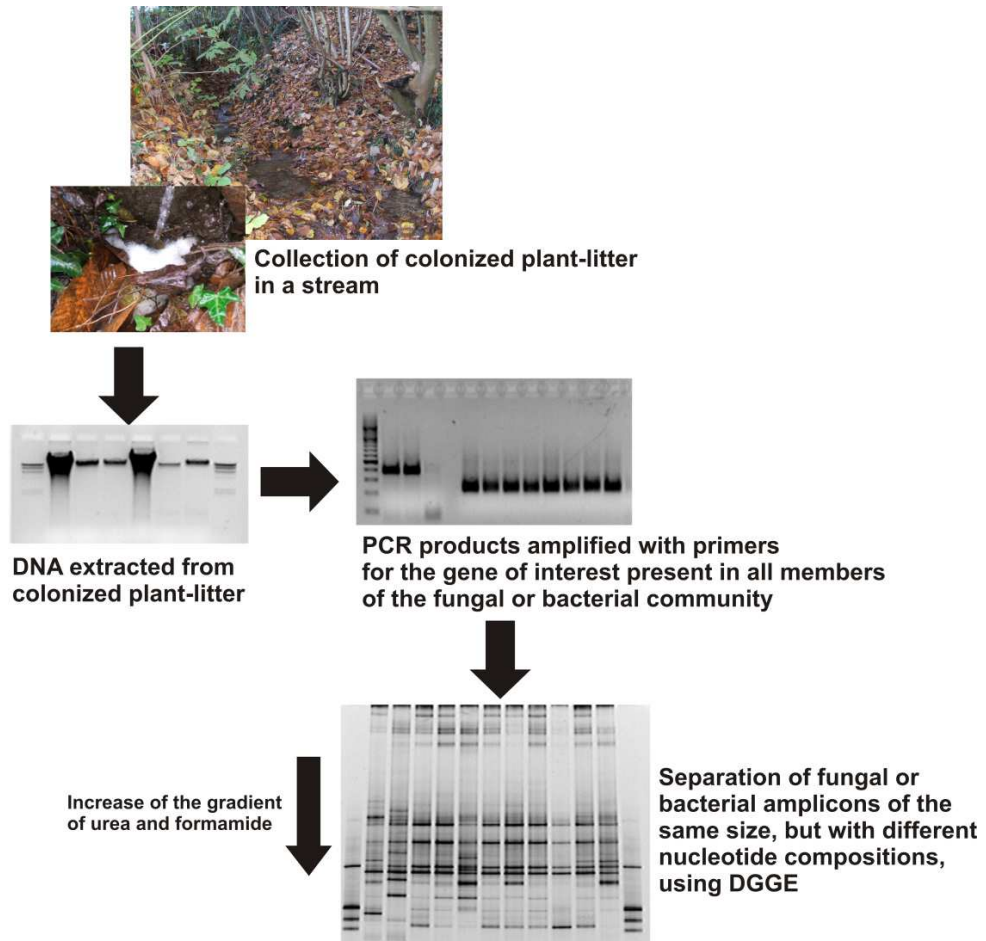 Collection of colonized plant-litter
in a stream
DNA extracted from
colonized plant-litter
PCR products amplified with primers
for the gene of interest present in all members
of the fungal or bacterial community
Increase of the gradient
of urea and formamide
Separation of fungal or
bacterial amplicons of the
same size, but with different
nucleotide compositions,
using DGGE